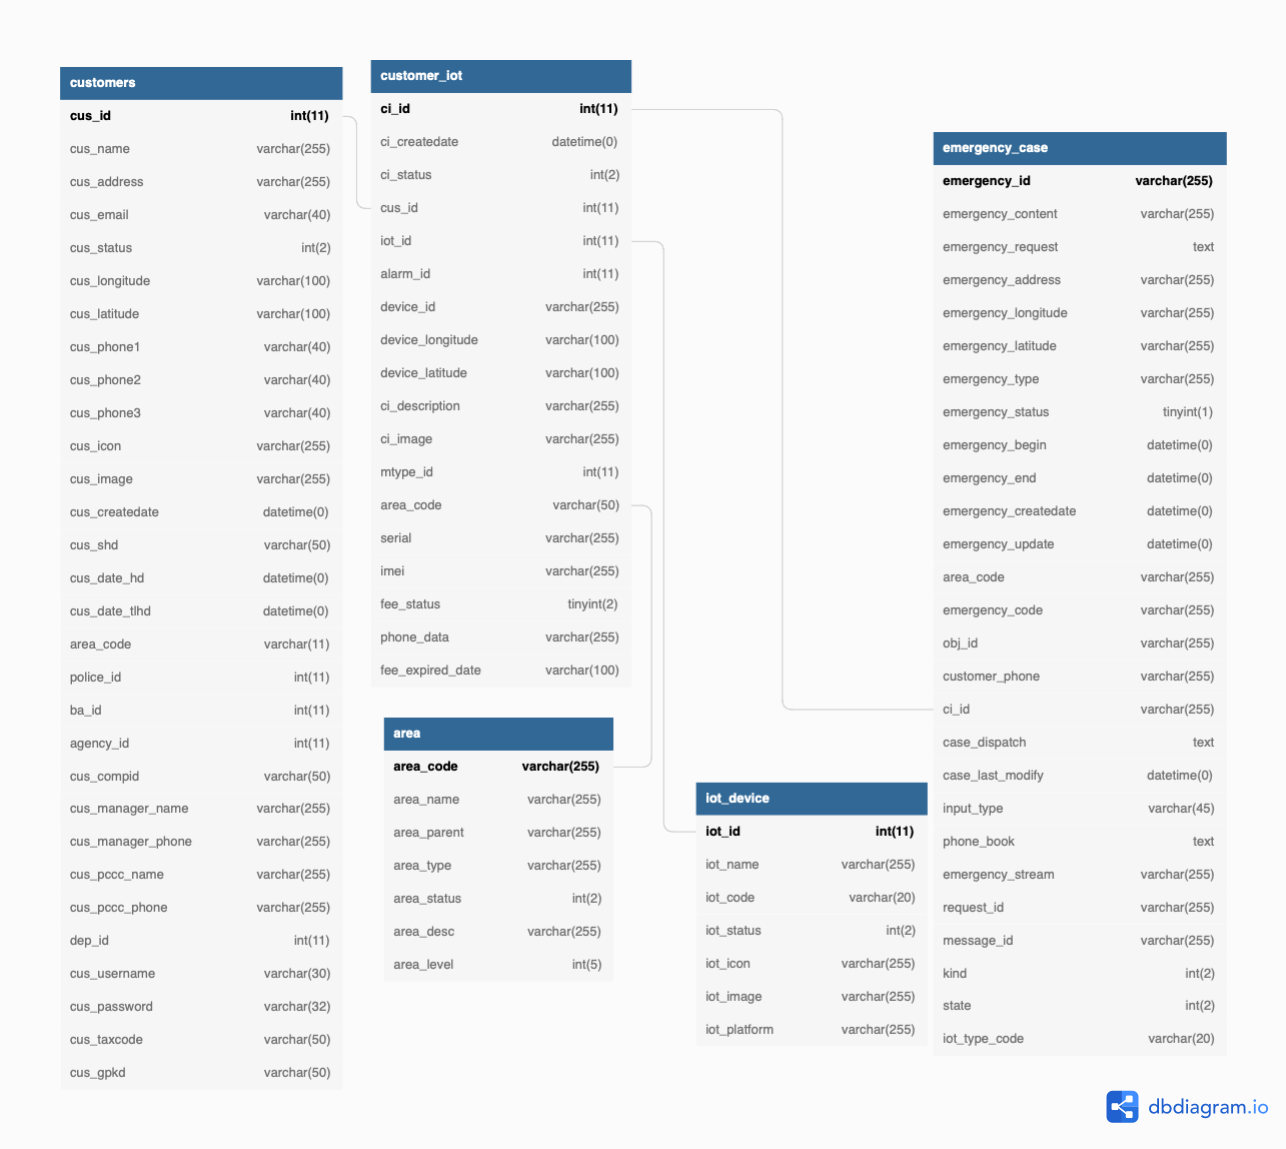 customers
cus_id int(11)
cus_name varchar(255)
cus_address varchar(255)
cus_email varchar(40)
cus_status int(2)
cus_longitude varchar(100)
cus_latitude varchar(100)
cus_phone1 varchar(40)
cus_phone2 varchar(40)
cus_phone3 varchar(40)
cus_icon varchar(255)
cus_image varchar(255)
cus_createdate datetime(0)
cus_shd varchar(50)
cus_date_hd datetime(0)
cus_date_tlhd datetime(0)
area_code varchar(11)
police_id int(11)
ba_id int(11)
agency_id int(11)
cus_compid varchar(50)
cus_manager_name varchar(255)
cus_manager_phone varchar(255)
cus_pccc_name varchar(255)
cus_pccc_phone varchar(255)
dep_id int(11)
cus_username varchar(30)
cus_password varchar(32)
cus_taxcode varchar(50)
cus_gpkd varchar(50)
customer_iot
ci_id int(11)
ci_createdate datetime(0)
ci_status int(2)
cus_id int(11)
iot_id int(11)
alarm_id int(11)
device_id varchar(255)
device_longitude varchar(100)
device_latitude varchar(100)
ci_description varchar(255)
ci_image varchar(255)
mtype_id int(11)
area_code varchar(50)
serial varchar(255)
imei varchar(255)
fee_status tinyint(2)
phone_data varchar(255)
fee_expired_date varchar(100)
area
area_code varchar(255)
area_name varchar(255)
area_parent varchar(255)
area_type varchar(255)
area_status int(2)
area_desc varchar(255)
area_level int(5)
iot_device
iot_id int(11)
iot_name varchar(255)
iot_code varchar(20)
iot_status int(2)
iot_icon varchar(255)
iot_image varchar(255)
iot_platform varchar(255)
emergency_case
emergency_id varchar(255)
emergency_content varchar(255)
emergency_request text
emergency_address varchar(255)
emergency_longitude varchar(255)
emergency_latitude varchar(255)
emergency_type varchar(255)
emergency_status tinyint(1)
emergency_begin datetime(0)
emergency_end datetime(0)
emergency_createdate datetime(0)
emergency_update datetime(0)
area_code varchar(255)
emergency_code varchar(255)
obj_id varchar(255)
customer_phone varchar(255)
ci_id varchar(255)
case_dispatch text
case_last_modify datetime(0)
input_type varchar(45)
phone_book text
emergency_stream varchar(255)
request_id varchar(255)
message_id varchar(255)
kind int(2)
state int(2)
iot_type_code varchar(20)
dbdiagram.io